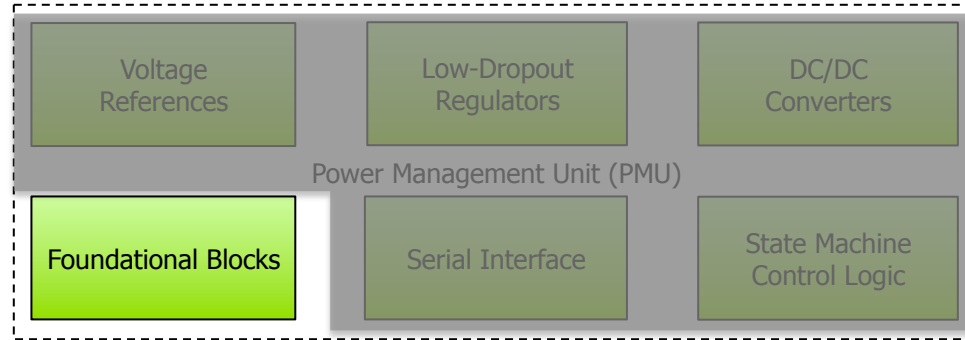 Voltage
References
Low-Dropout
Regulators
DC/DC
Converters
Power Management Unit (PMU)
Foundational Blocks
Serial Interface
State Machine
Control Logic